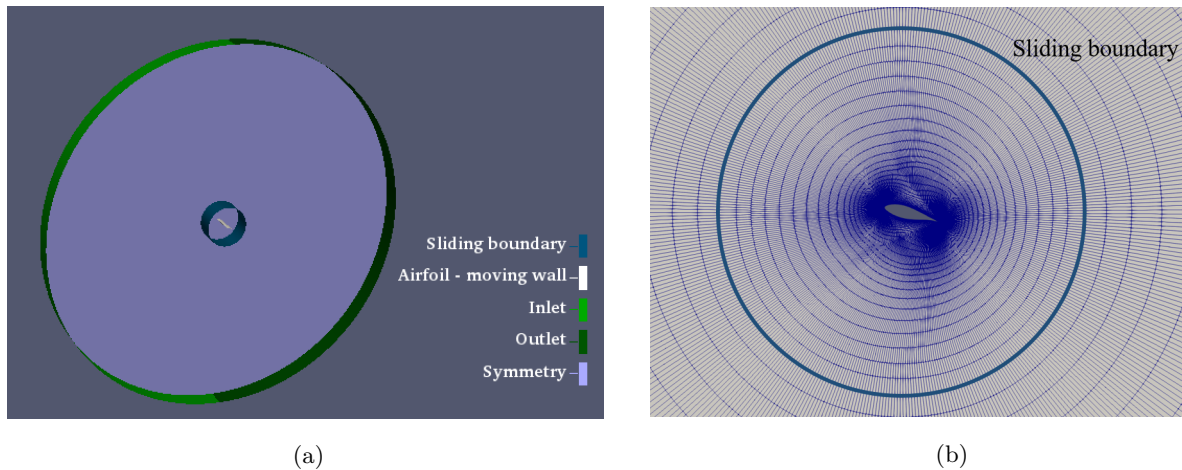 Sliding boundary
Airfoil - moving wall
Inlet
Outlet
Symmetry
(a)
Sliding boundary
(b)